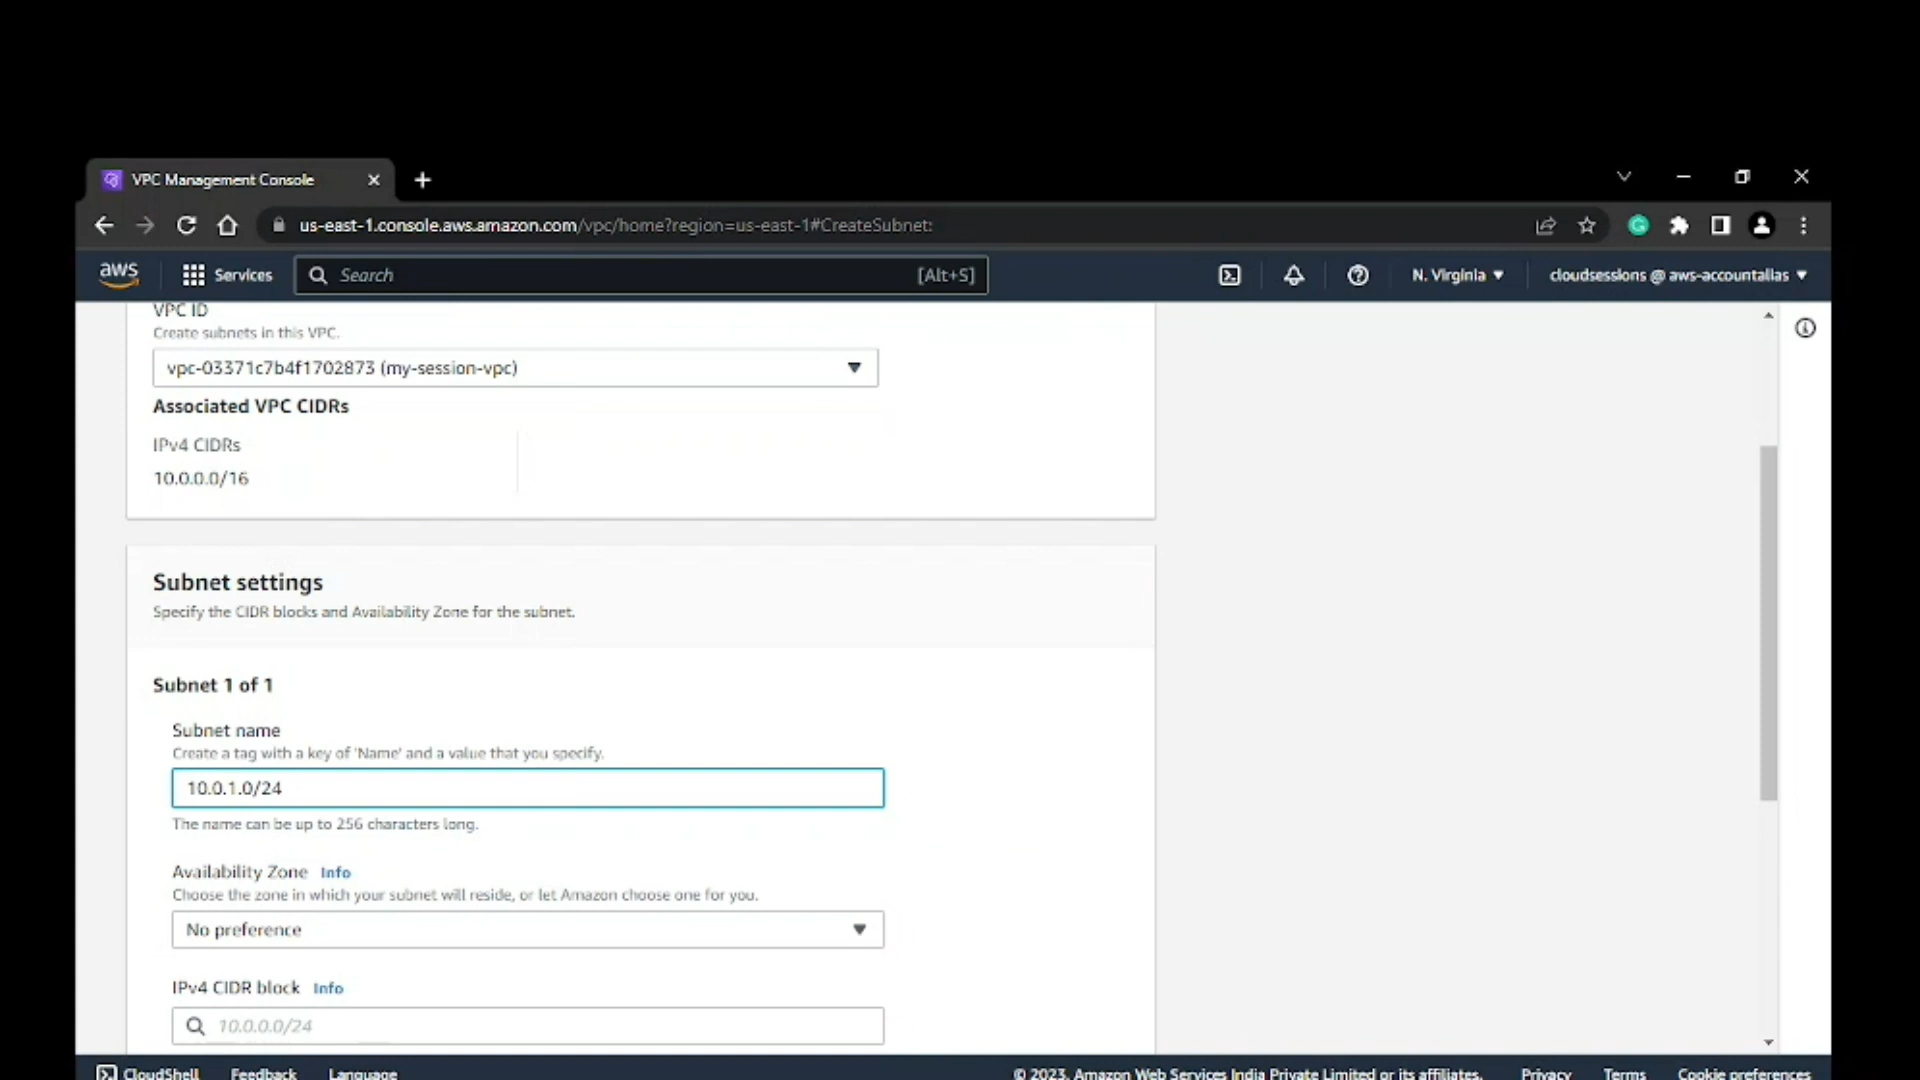 VPC Management Console
us-east-1.console.aws.amazon.com/vpc/home?region=us-east-1#CreateSubnet:
aws Services Search [Alt+S] N. Virginia cloudsessions @ aws-accountallas
VPC ID
Create subnets in this VPC.
vpc-03371c7b4f1702873 (my-session-vpc)
Associated VPC CIDRs
IPv4 CIDRs
10.0.0.0/16
Subnet settings
Specify the CIDR blocks and Availability Zone for the subnet.
Subnet 1 of 1
Subnet name
Create a tag with a key of 'Name' and a value that you specify.
10.0.1.0/24
The name can be up to 256 characters long.
Availability Zone Info
Choose the zone in which your subnet will reside, or let Amazon choose one for you.
No preference
IPv4 CIDR block Info
10.0.0.0/24
CloudShell Feedback Language © 2023, Amazon Web Services India Private Limited or its affiliates. Privacy Terms Cookie preferences